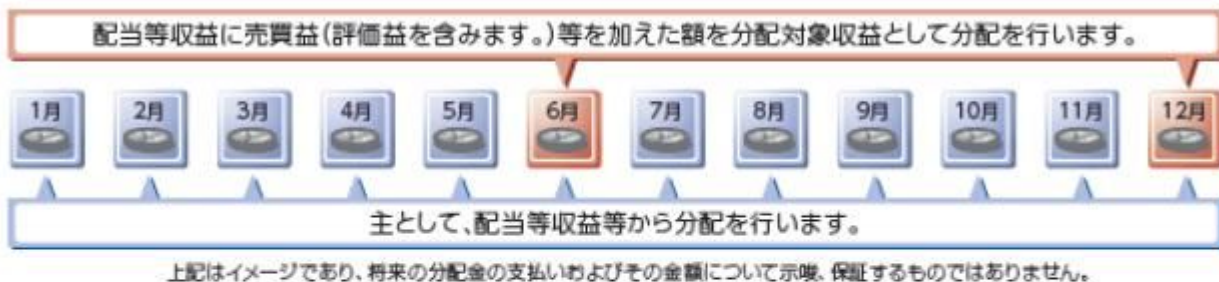 配当等収益に売買益(評価益を含みます。)等を加えた額を分配対象収益として分配を行います。
1月 2月 3月 4月 5月 6月 7月 8月 9月 10月 11月 12月
主として、配当等収益等から分配を行います。
上記はイメージであり、将来の分配金の支払いおよびその金額について示唆、保証するものではありません。